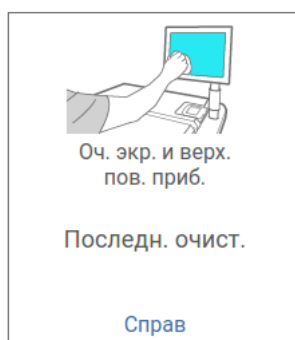 Оч. экр. и верх.
пов. приб.
Последн. очист.
Справ